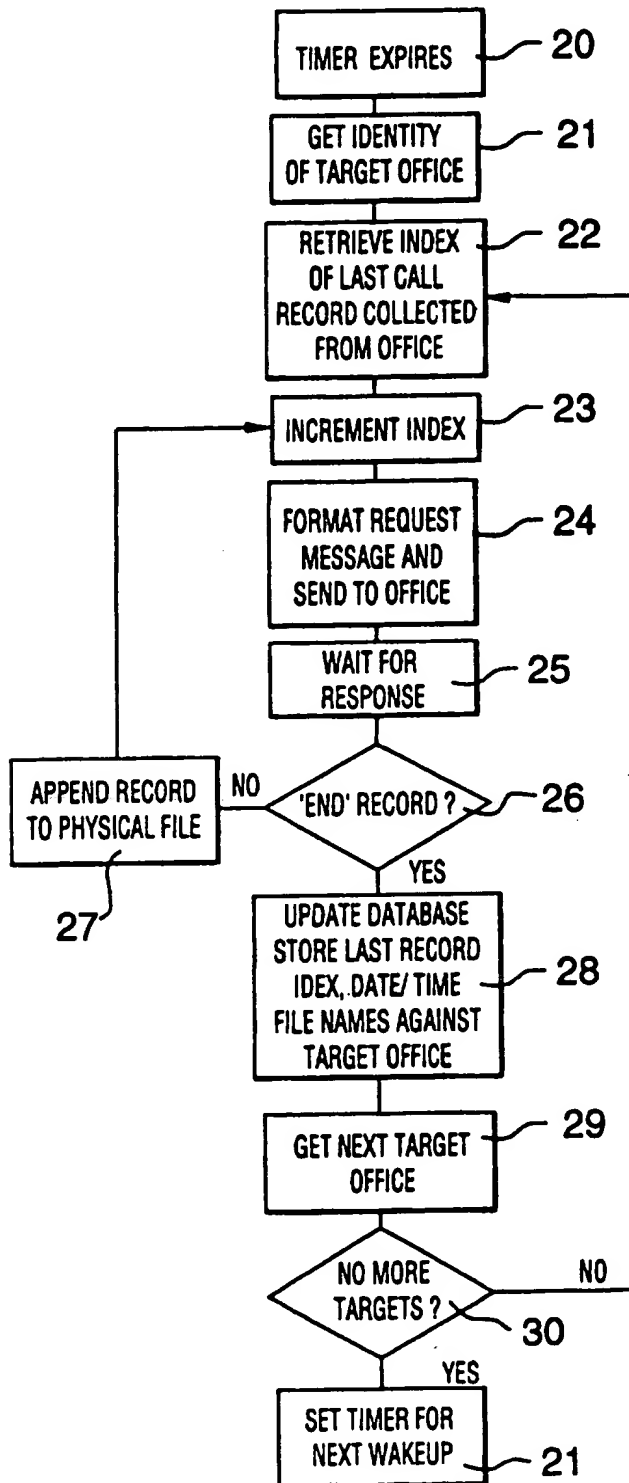 TIMER EXPIRES
20
GET IDENTITY
OF TARGET OFFICE
21
RETRIEVE INDEX
OF LAST CALL
RECORD COLLECTED
FROM OFFICE
22
INCREMENT INDEX
23
FORMAT REQUEST
MESSAGE AND
SEND TO OFFICE
24
WAIT FOR
RESPONSE
25
'END' RECORD ?
26
NO
APPEND RECORD
TO PHYSICAL FILE
27
YES
UPDATE DATABASE
STORE LAST RECORD
IDEX, DATE/ TIME
FILE NAMES AGAINST
TARGET OFFICE
28
GET NEXT TARGET
OFFICE
29
NO MORE
TARGETS ?
30
NO
YES
SET TIMER FOR
NEXT WAKEUP
21